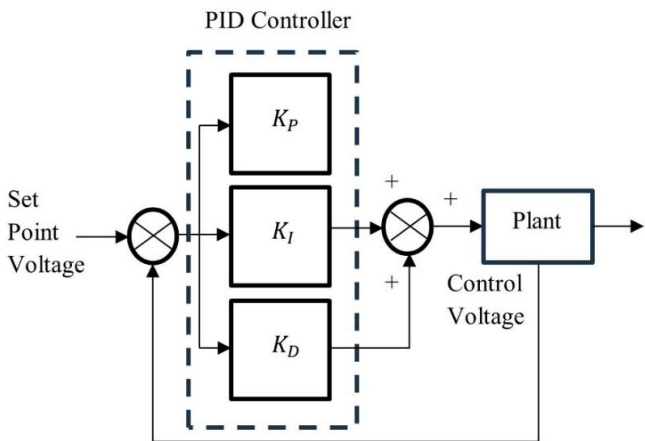 PID Controller
K_P
Set
Point
Voltage
K_I
K_D
+
+
+
Plant
Control
Voltage